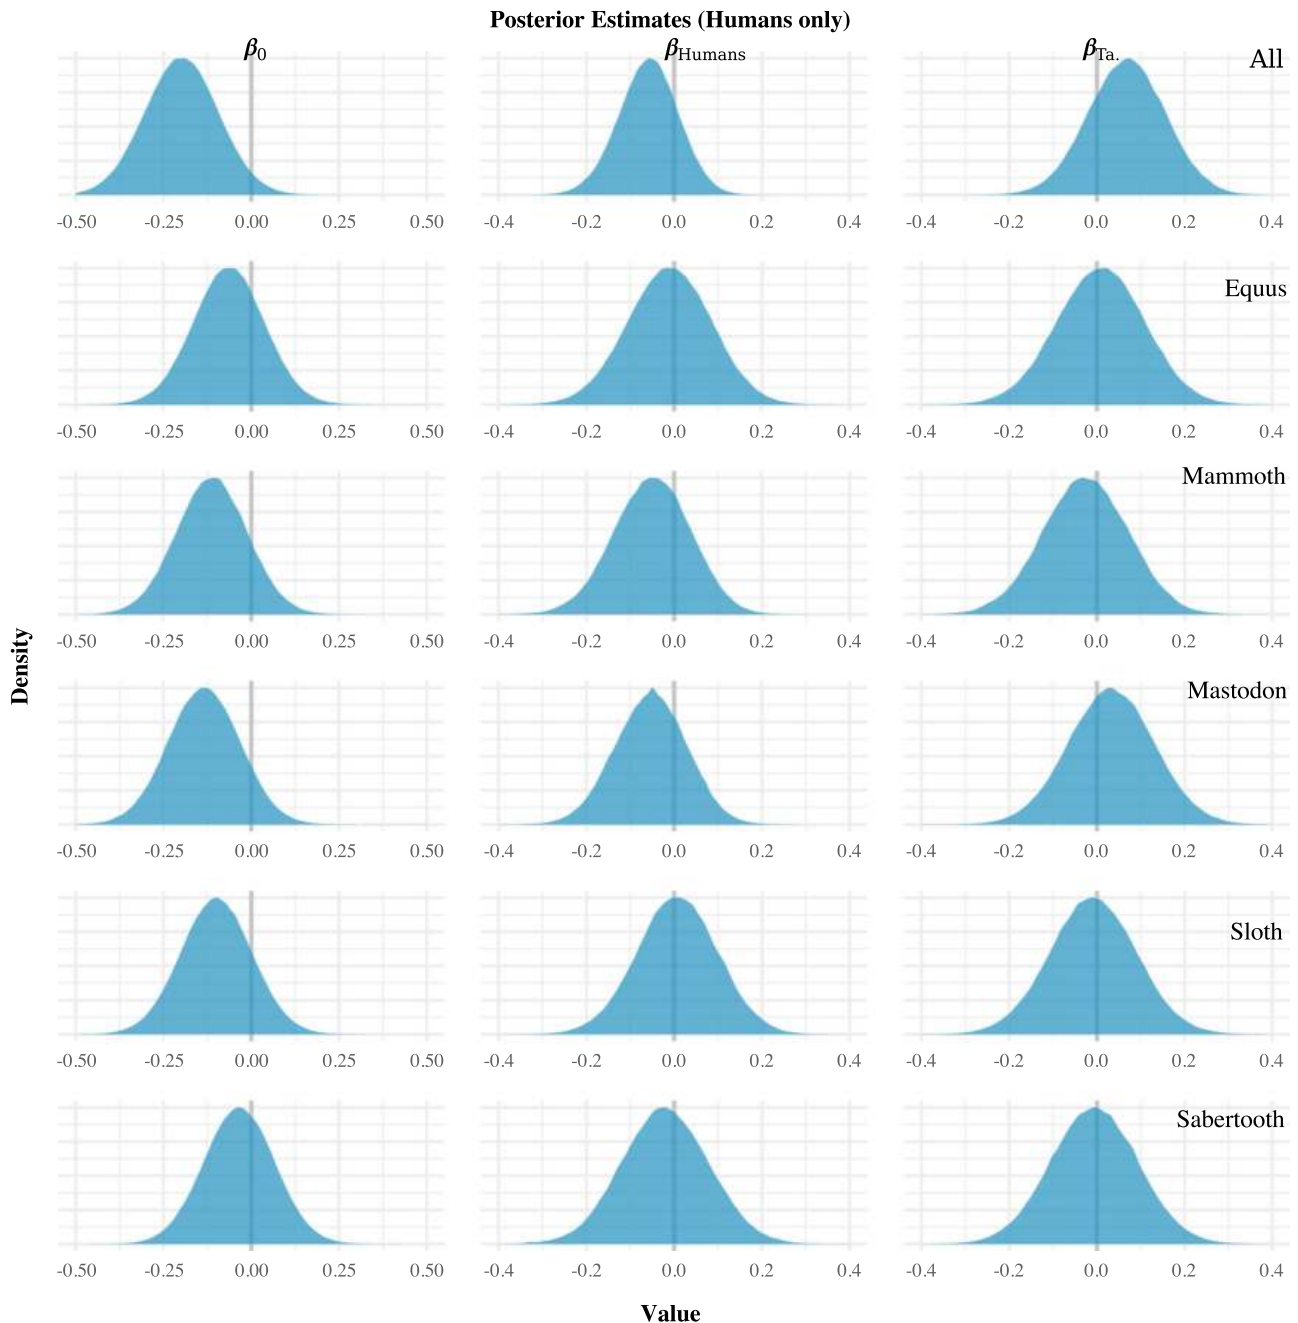 Posterior Estimates (Humans only)
β0 βHumans βTa. All
-0.50 -0.25 0.00 0.25 0.50 -0.4 -0.2 0.0 0.2 0.4 -0.4 -0.2 0.0 0.2 0.4
Equus
-0.50 -0.25 0.00 0.25 0.50 -0.4 -0.2 0.0 0.2 0.4 -0.4 -0.2 0.0 0.2 0.4
Mammoth
-0.50 -0.25 0.00 0.25 0.50 -0.4 -0.2 0.0 0.2 0.4 -0.4 -0.2 0.0 0.2 0.4
Density
Mastodon
-0.50 -0.25 0.00 0.25 0.50 -0.4 -0.2 0.0 0.2 0.4 -0.4 -0.2 0.0 0.2 0.4
Sloth
-0.50 -0.25 0.00 0.25 0.50 -0.4 -0.2 0.0 0.2 0.4 -0.4 -0.2 0.0 0.2 0.4
Sabertooth
-0.50 -0.25 0.00 0.25 0.50 -0.4 -0.2 0.0 0.2 0.4 -0.4 -0.2 0.0 0.2 0.4
Value